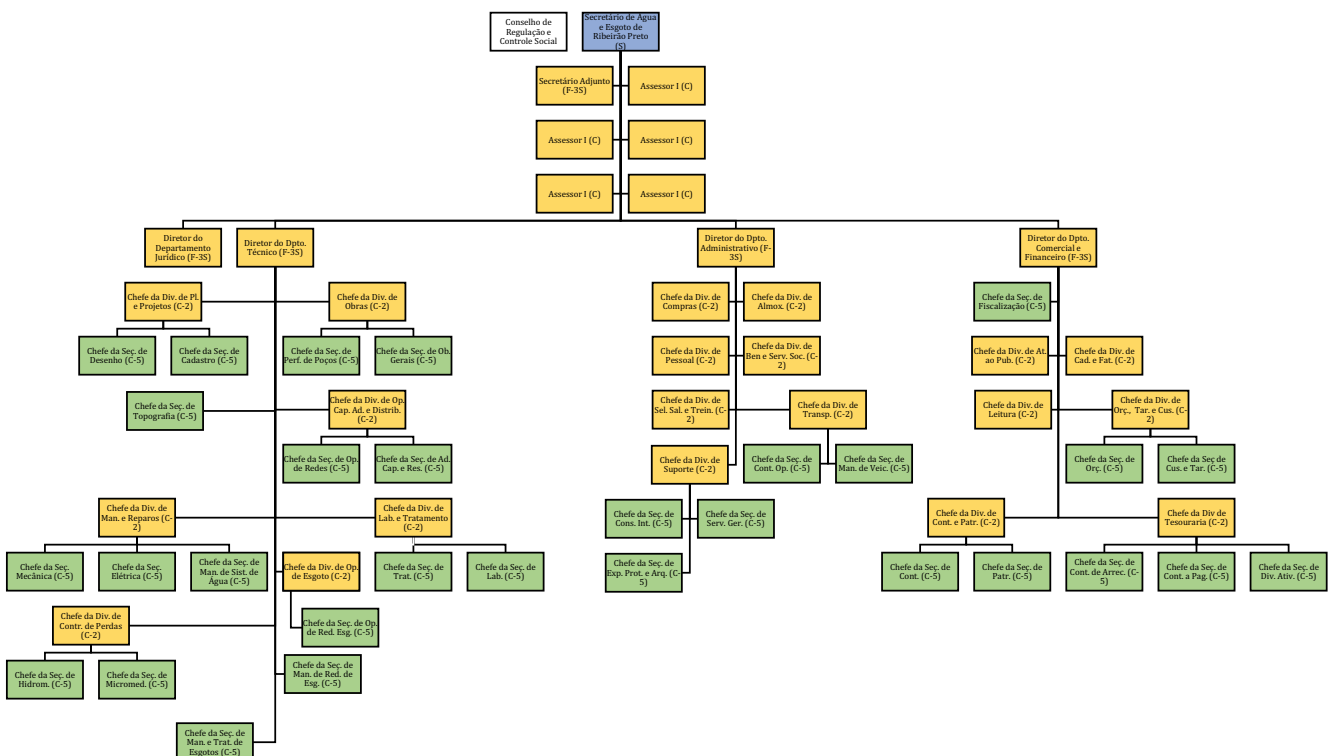 Conselho de
Regulação e
Controle Social
Secretário de Água
e Esgoto de
Ribeirão Preto
(S)
Secretário Adjunto
(F-3S)
Assessor I (C)
Assessor I (C)
Assessor I (C)
Assessor I (C)
Assessor I (C)
Diretor do
Departamento
Jurídico (F-3S)
Diretor do Dpto.
Técnico (F-3S)
Diretor do Dpto.
Administrativo (F-
3S)
Diretor do Dpto.
Comercial e
Financeiro (F-3S)
Chefe da Div. de Pl.
e Projetos (C-2)
Chefe da Div. de
Obras (C-2)
Chefe da Seç. de
Desenho (C-5)
Chefe da Seç. de
Cadastro (C-5)
Chefe da Seç. de
Perf. de Poços (C-5)
Chefe da Seç. de Ob.
Gerais (C-5)
Chefe da Seç. de
Topografia (C-5)
Chefe da Div. de Op.
Cap. Ad. e Distrib.
(C-2)
Chefe da Seç. de Op.
de Redes (C-5)
Chefe da Seç. de Ad.
Cap. e Res. (C-5)
Chefe da Div. de
Man. e Reparos (C-
2)
Chefe da Div. de
Lab. e Tratamento
(C-2)
Chefe da Seç.
Mecânica (C-5)
Chefe da Seç.
Elétrica (C-5)
Chefe da Seç. de
Man. de Sist. de
Água (C-5)
Chefe da Div. de Op.
de Esgoto (C-2)
Chefe da Seç. de
Trat. (C-5)
Chefe da Seç. de
Lab. (C-5)
Chefe da Div. de
Contr. de Perdas
(C-2)
Chefe da Seç. de Op.
de Red. Esg. (C-5)
Chefe da Seç. de
Hidrom. (C-5)
Chefe da Seç. de
Micromed. (C-5)
Chefe da Seç. de
Man. de Red. de
Esg. (C-5)
Chefe da Seç. de
Man. e Trat. de
Esgotos (C-5)
Chefe da Div. de
Compras (C-2)
Chefe da Div. de
Almox. (C-2)
Chefe da Div. de
Pessoal (C-2)
Chefe da Div. de
Ben e Serv. Soc. (C-
2)
Chefe da Div. de
Sel. Sal. e Trein. (C-
2)
Chefe da Div. de
Transp. (C-2)
Chefe da Div. de
Suporte (C-2)
Chefe da Seç. de
Cont. Op. (C-5)
Chefe da Seç. de
Man. de Veic. (C-5)
Chefe da Seç. de
Cons. Int. (C-5)
Chefe da Seç. de
Serv. Ger. (C-5)
Chefe da Seç. de
Exp. Prot. e Arq. (C-
5)
Chefe da Seç. de
Fiscalização (C-5)
Chefe da Div. de At.
ao Pub. (C-2)
Chefe da Div. de
Cad. e Fat. (C-2)
Chefe da Div. de
Leitura (C-2)
Chefe da Div. de
Orç., Tar. e Cus. (C-
2)
Chefe da Seç. de
Orç. (C-5)
Chefe da Seç. de
Cus. e Tar. (C-5)
Chefe da Div. de
Cont. e Patr. (C-2)
Chefe da Div de
Tesouraria (C-2)
Chefe da Seç. de
Cont. (C-5)
Chefe da Seç. de
Patr. (C-5)
Chefe da Seç. de
Cont. de Arrec. (C-
5)
Chefe da Seç. de
Cont. a Pag. (C-5)
Chefe da Seç. de
Div. Ativ. (C-5)